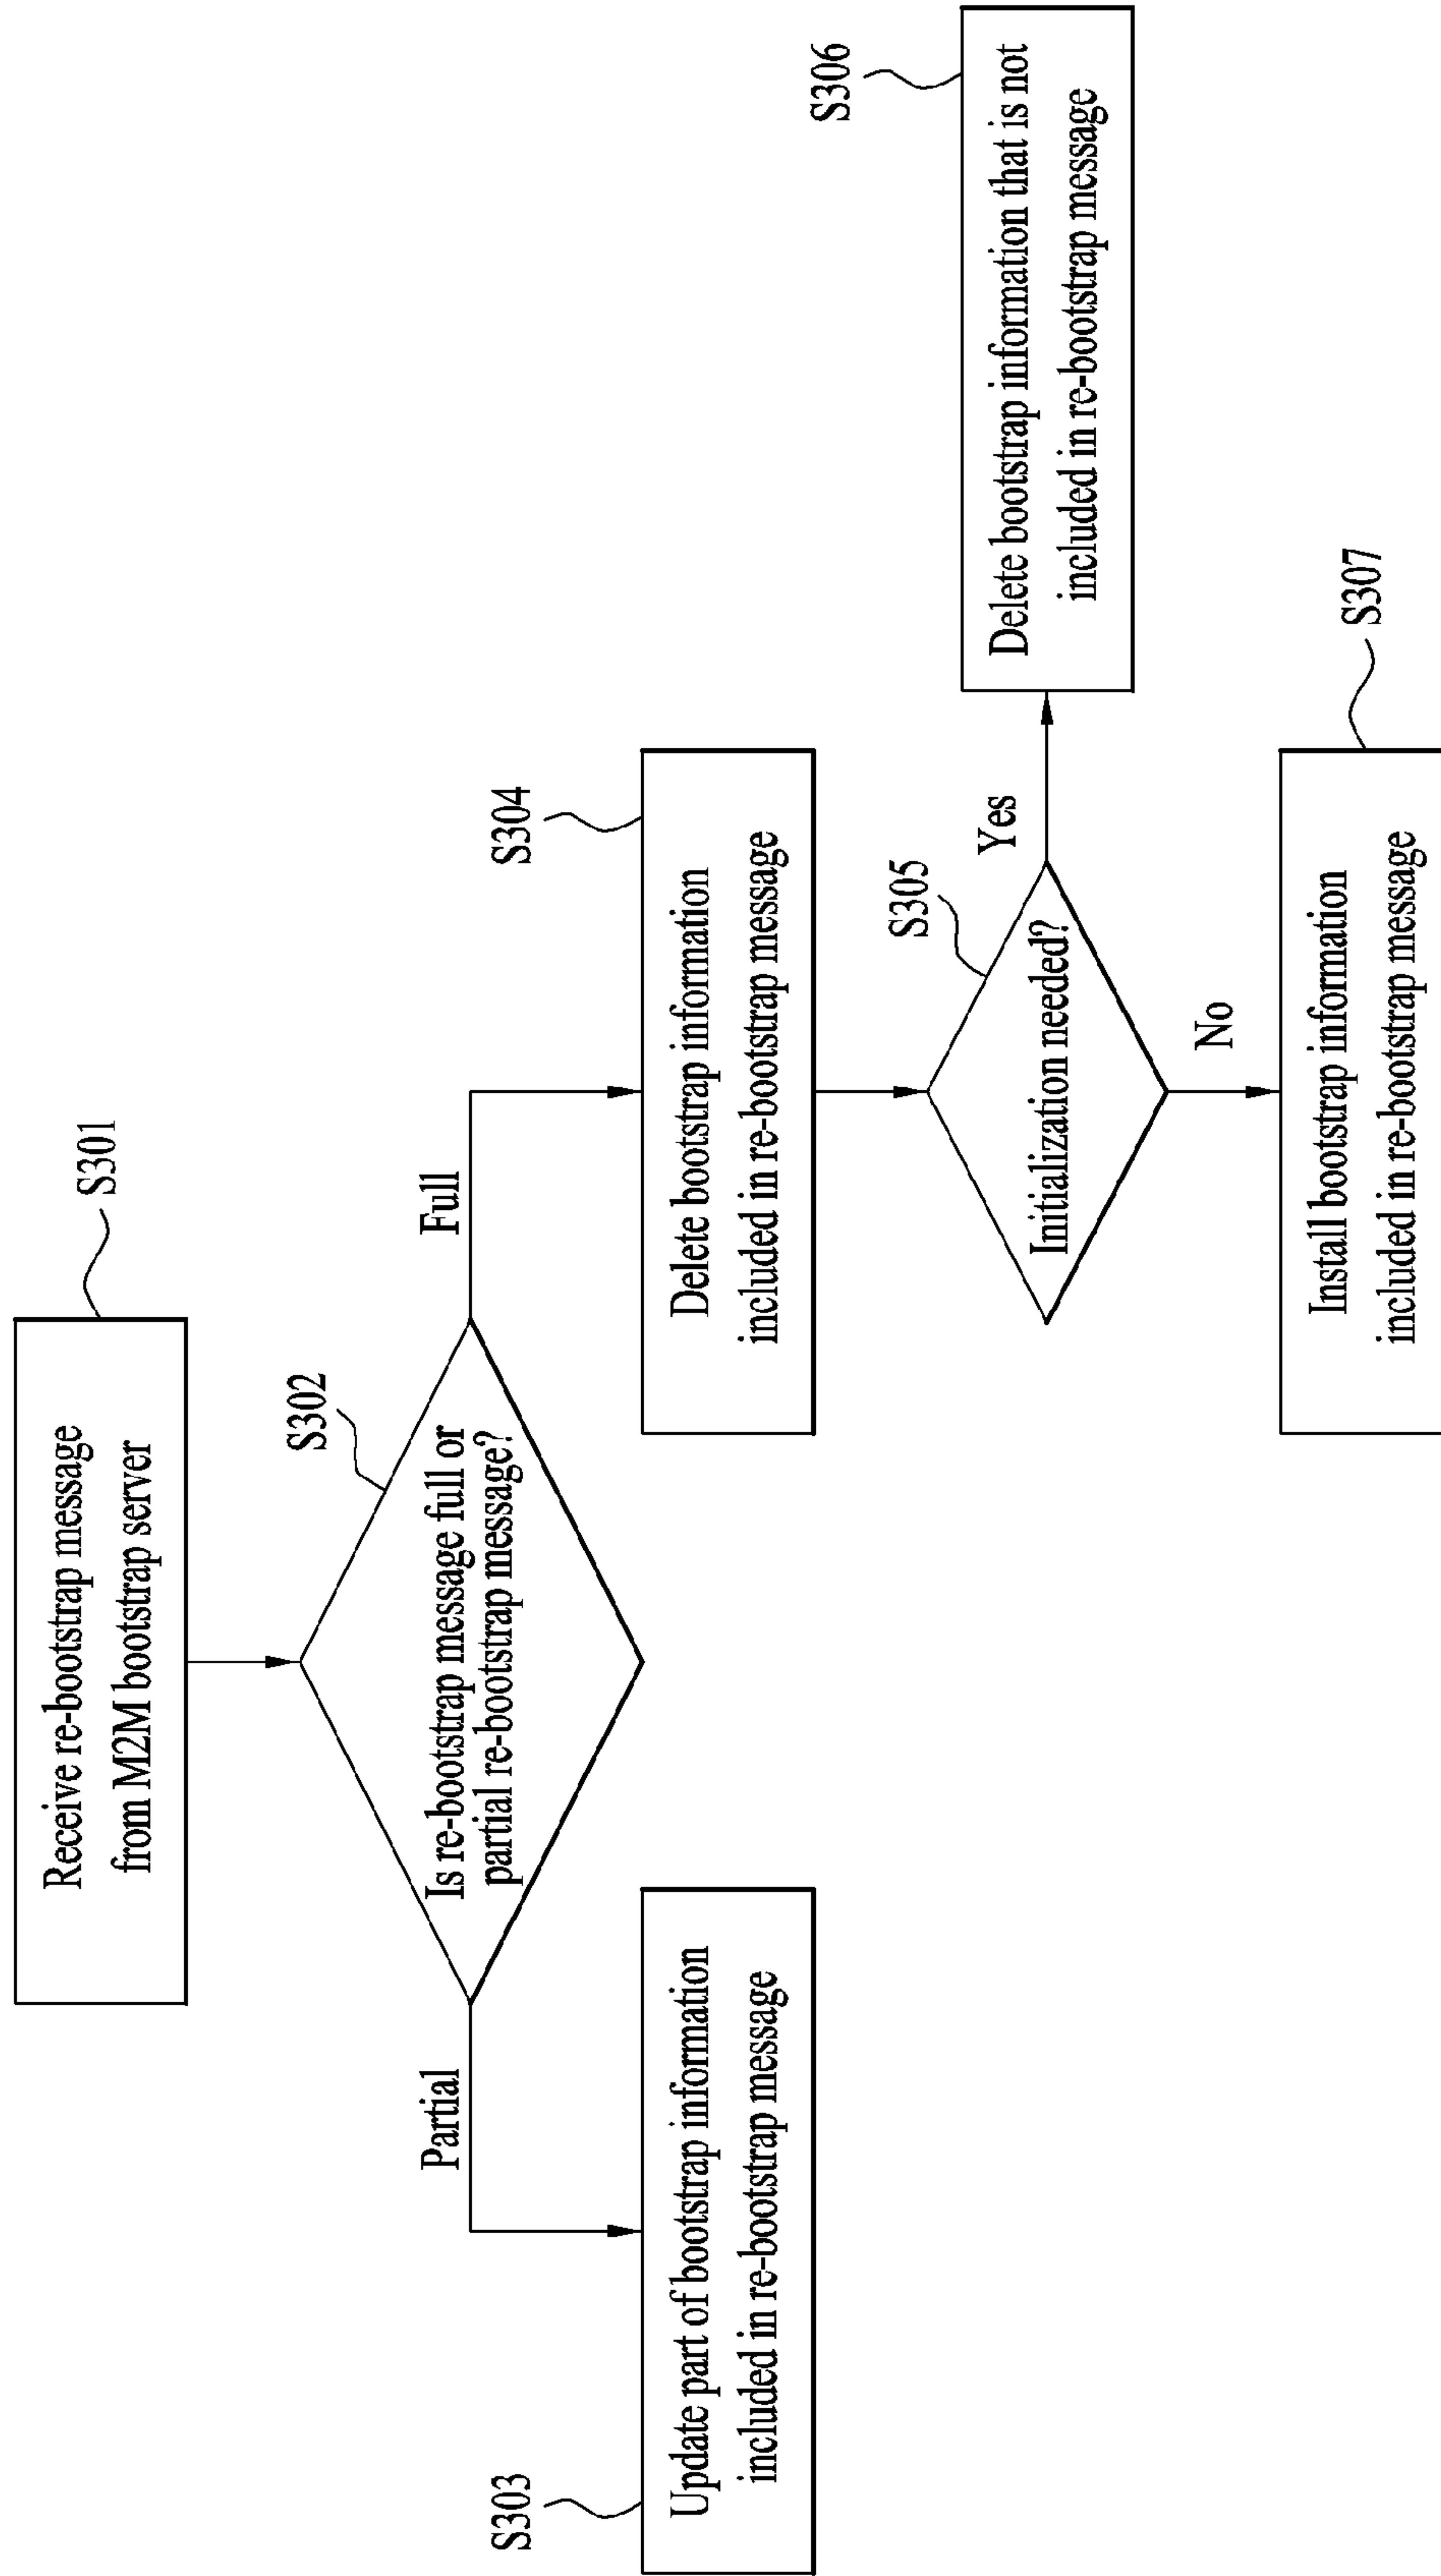 S301
Receive re-bootstrap message
from M2M bootstrap server
S302
Is re-bootstrap message full or
partial re-bootstrap message?
Partial
Full
S303
Update part of bootstrap information
included in re-bootstrap message
S304
Delete bootstrap information
included in re-bootstrap message
S305
Initialization needed?
Yes
S306
Delete bootstrap information that is not
included in re-bootstrap message
No
S307
Install bootstrap information
included in re-bootstrap message